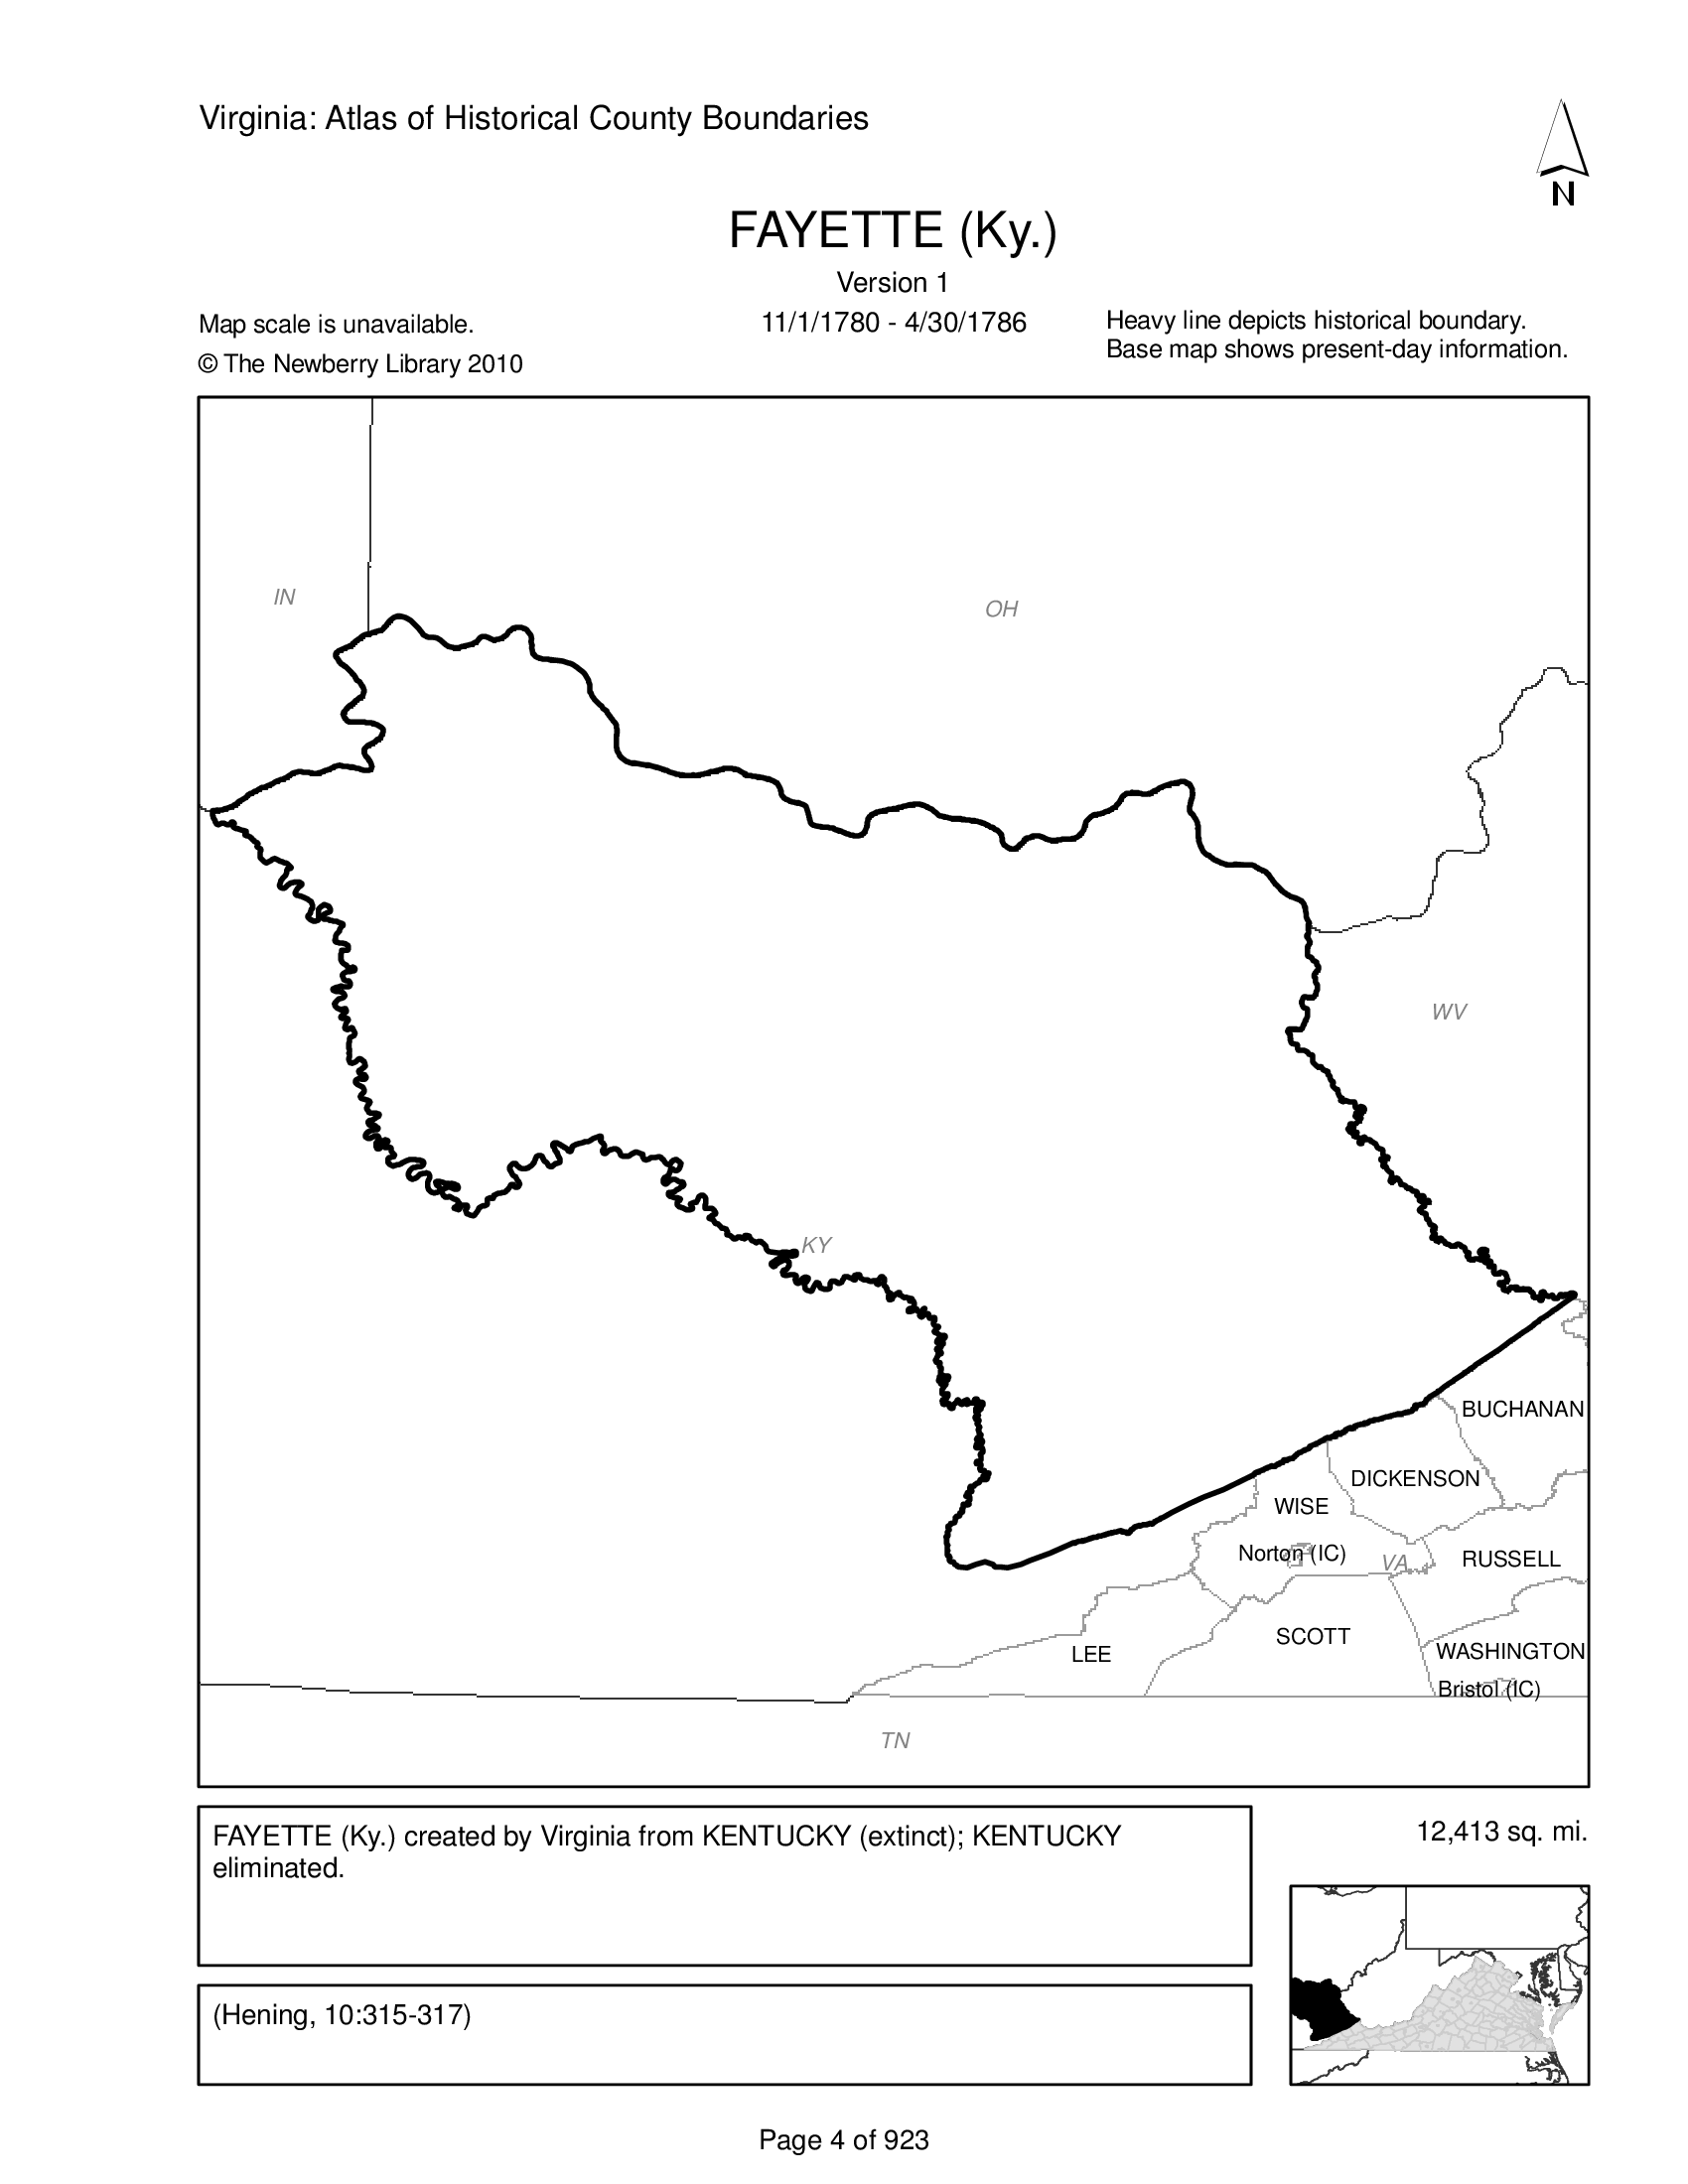 Virginia: Atlas of Historical County Boundaries
N
FAYETTE (Ky.)
Version 1
11/1/1780 - 4/30/1786
Map scale is unavailable.
© The Newberry Library 2010
Heavy line depicts historical boundary.
Base map shows present-day information.
IN
OH
WV
KY
BUCHANAN
DICKENSON
WISE
Norton (IC)
VA
RUSSELL
SCOTT
LEE
WASHINGTON
Bristol (IC)
TN
FAYETTE (Ky.) created by Virginia from KENTUCKY (extinct); KENTUCKY
eliminated.
12,413 sq. mi.
(Hening, 10:315-317)
Page 4 of 923